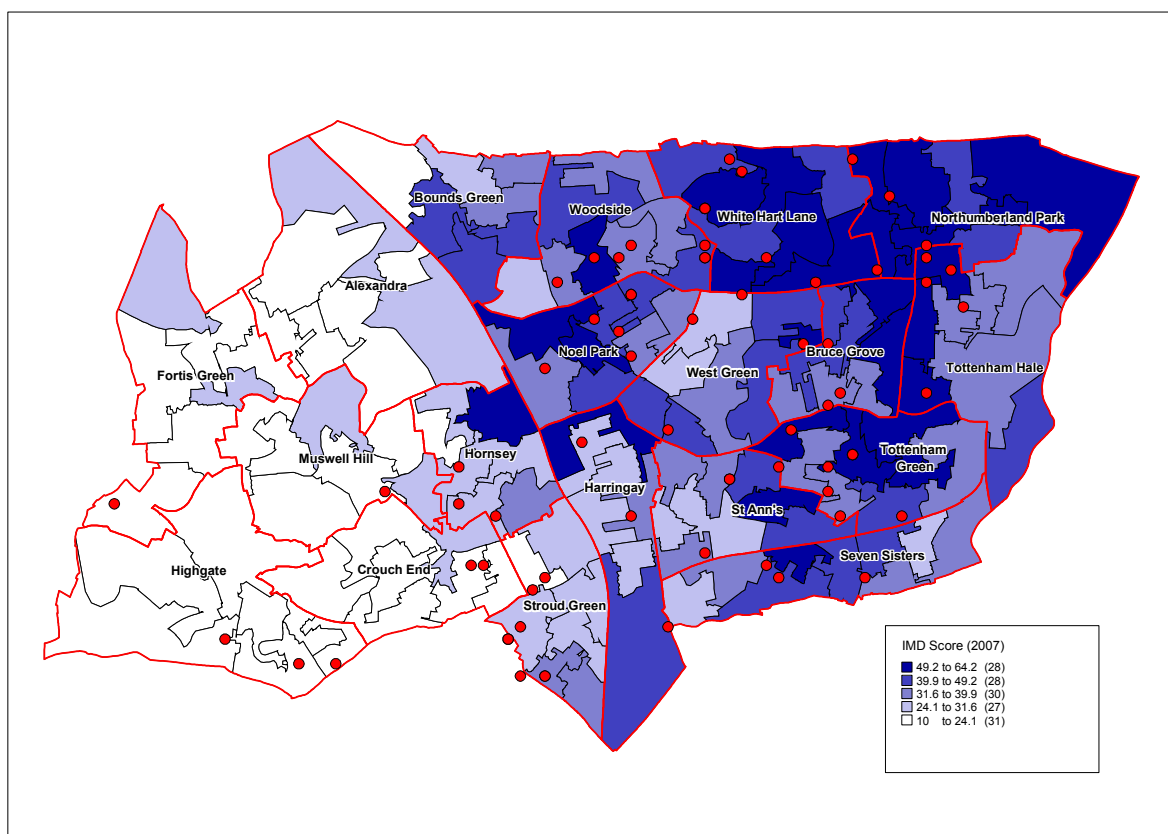 Bounds Green
Woodside
White Hart Lane
Northumberland Park
Alexandra
Noel Park
Bruce Grove
West Green
Tottenham Hale
Fortis Green
Muswell Hill
Hornsey
Harringay
Tottenham
Green
St Ann's
Seven Sisters
Highgate
Crouch End
Stroud Green
IMD Score (2007)
49.2 to 64.2 (28)
39.9 to 49.2 (28)
31.6 to 39.9 (30)
24.1 to 31.6 (27)
10 to 24.1 (31)